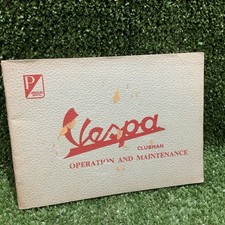 P
Vespa
CLUBMAN
OPERATION AND MAINTENANCE